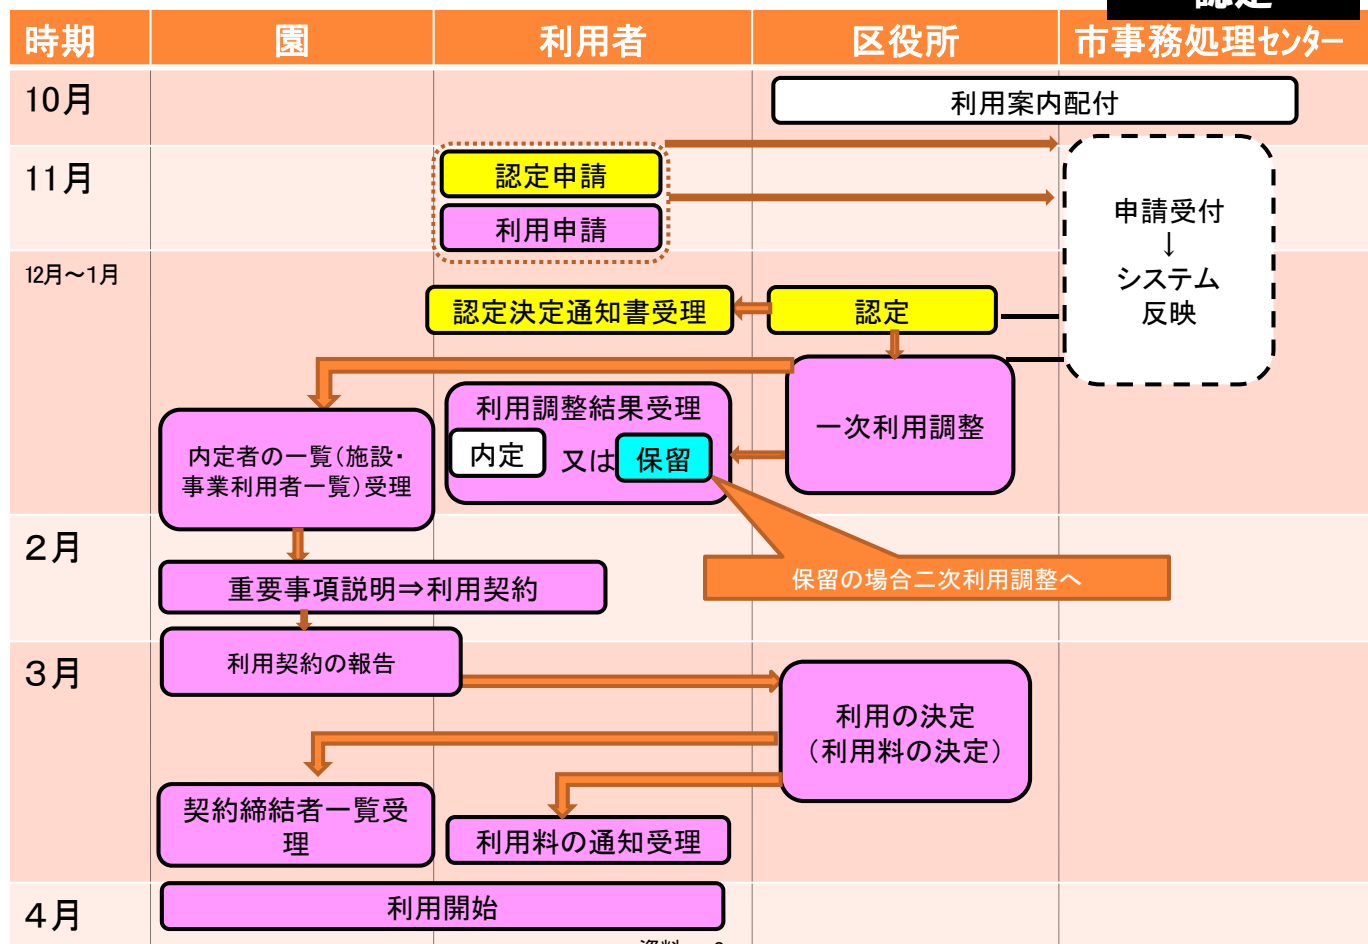 認定
時期 園 利用者 区役所 市事務処理センター
10月
利用案内配付
11月
認定申請
利用申請
申請受付
↓
システム
反映
12月～1月
認定決定通知書受理
認定
利用調整結果受理
内定 又は 保留
一次利用調整
内定者の一覧(施設・
事業利用者一覧)受理
2月
保留の場合二次利用調整へ
重要事項説明⇒利用契約
3月
利用契約の報告
利用の決定
(利用料の決定)
契約締結者一覧受
理
利用料の通知受理
4月
利用開始